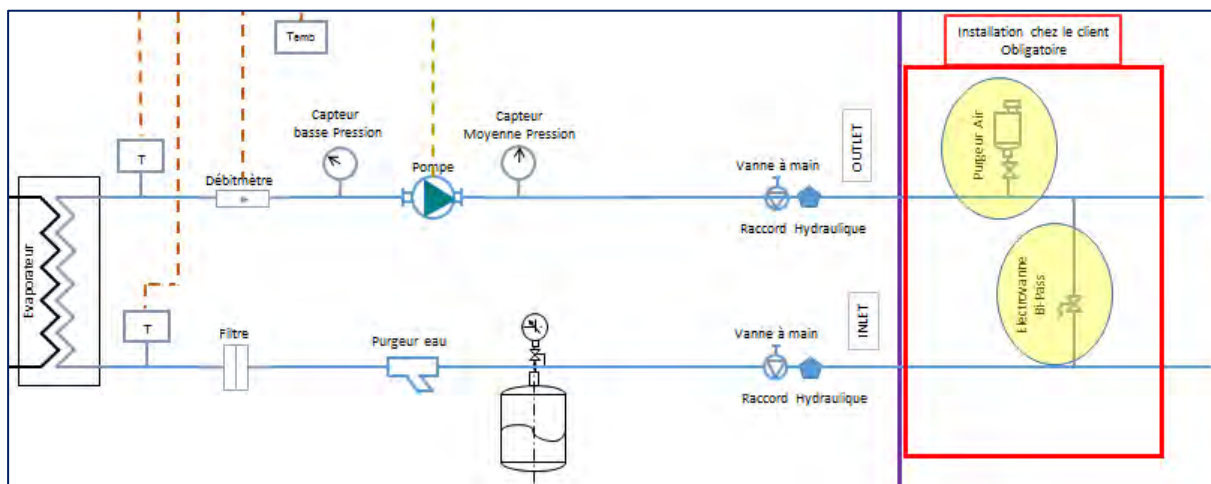 Tamb
Installation chez le client
Obligatoire
Capteur
basse Pression
Capteur
Moyenne Pression
Purgeur Air
T
Débitmètre
Pompe
Vanne à main
OUTLET
Raccord Hydraulique
Evaporateur
Electrovanne
Bi-Pass
T
Filtre
Purgeur eau
Vanne à main
INLET
Raccord Hydraulique